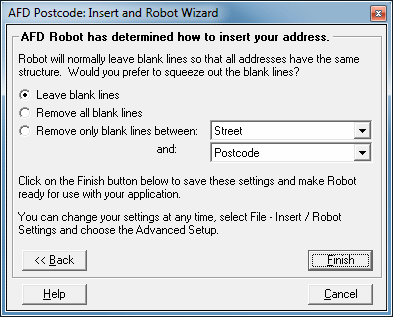 AFD Postcode: Insert and Robot Wizard
AFD Robot has determined how to insert your address.
Robot will normally leave blank lines so that all addresses have the same
structure. Would you prefer to squeeze out the blank lines?
Leave blank lines
Remove all blank lines
Remove only blank lines between: Street
and: Postcode
Click on the Finish button below to save these settings and make Robot
ready for use with your application.
You can change your settings at any time, select File - Insert / Robot
Settings and choose the Advanced Setup.
<< Back Finish
Help Cancel